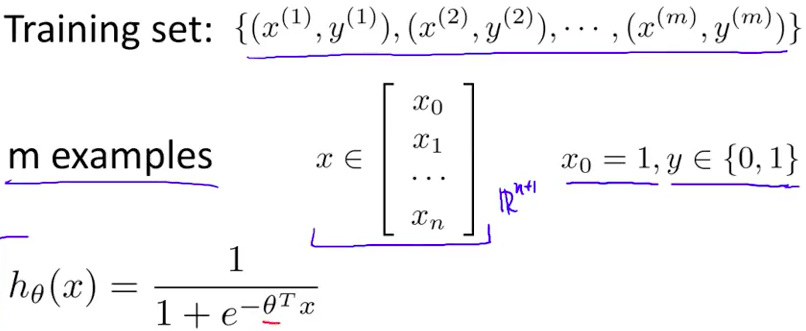 Training set: {(x^{(1)}, y^{(1)}), (x^{(2)}, y^{(2)}), ⋯ , (x^{(m)}, y^{(m)})}
m examples x ∈ [x_0 x_1 ⋯ x_n] ℝ^{n+1} x_0 = 1, y ∈ {0, 1}
h_θ(x) = 1 / (1 + e^{−θ^T x})